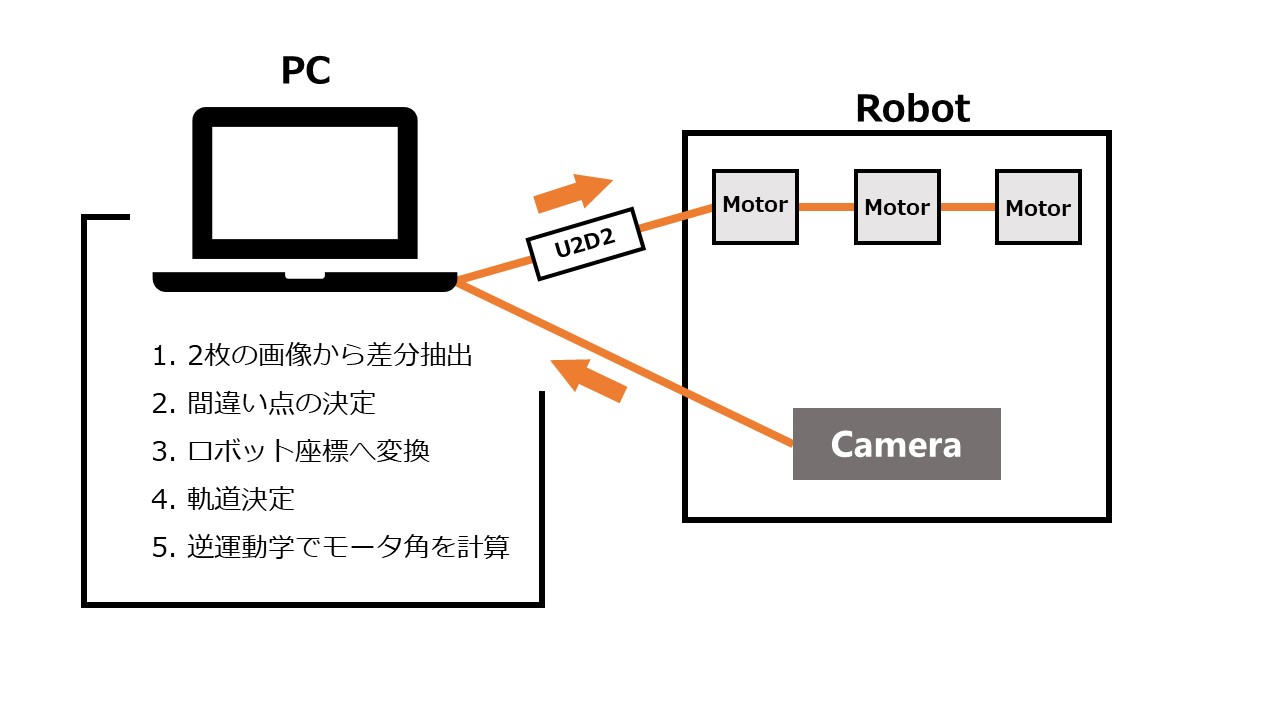 PC
Robot
Motor
Motor
Motor
U2D2
Camera
1. 2枚の画像から差分抽出
2. 間違い点の決定
3. ロボット座標へ変換
4. 軌道決定
5. 逆運動学でモータ角を計算